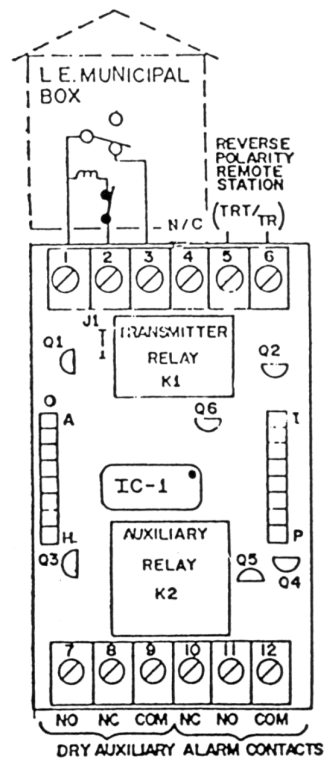 L.E. MUNICIPAL
BOX
REVERSE
POLARITY
REMOTE
STATION
N/C (TRT/TR)
1 2 3 4 5 6
J1
TRANSMITTER
RELAY
K1
Q1
Q2
Q6
A
I
IC-1
H
P
AUXILIARY
RELAY
K2
Q3
Q5
Q4
7 8 9 10 11 12
NO NC COM NC NO COM
DRY AUXILIARY ALARM CONTACTS